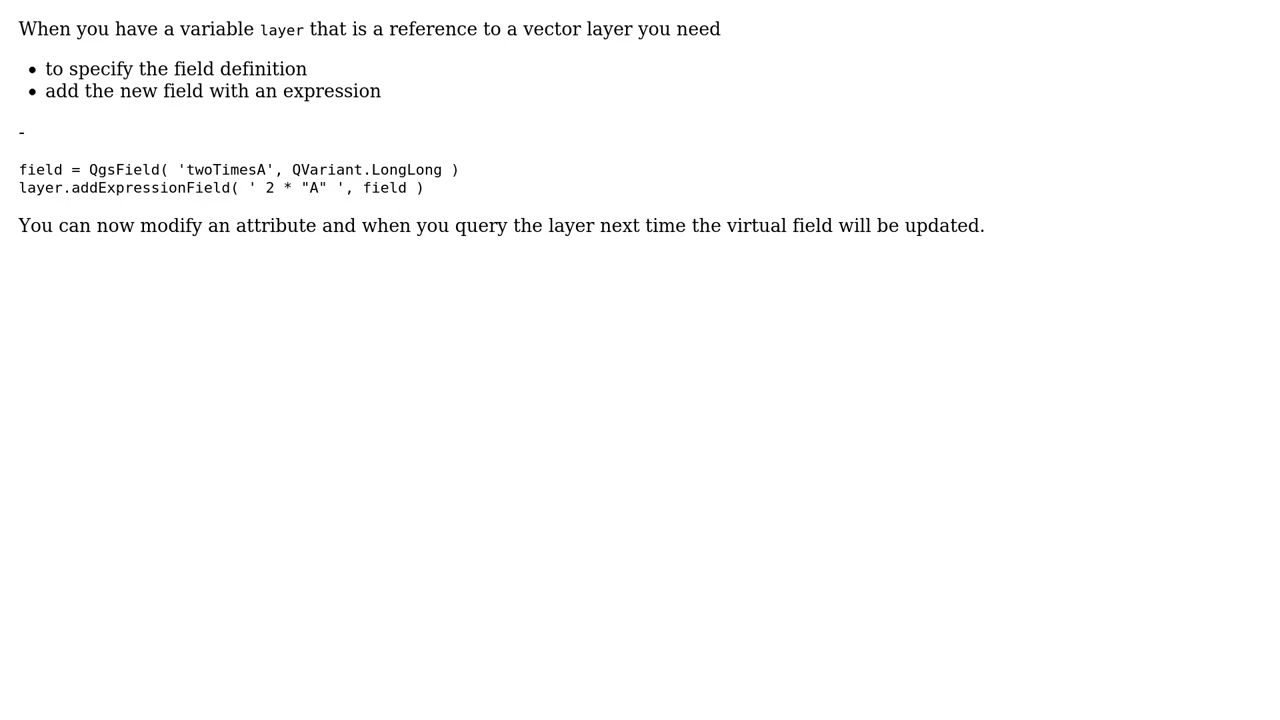 When you have a variable layer that is a reference to a vector layer you need
• to specify the field definition
• add the new field with an expression
-
field = QgsField( 'twoTimesA', QVariant.LongLong )
layer.addExpressionField( ' 2 * "A" ', field )
You can now modify an attribute and when you query the layer next time the virtual field will be updated.